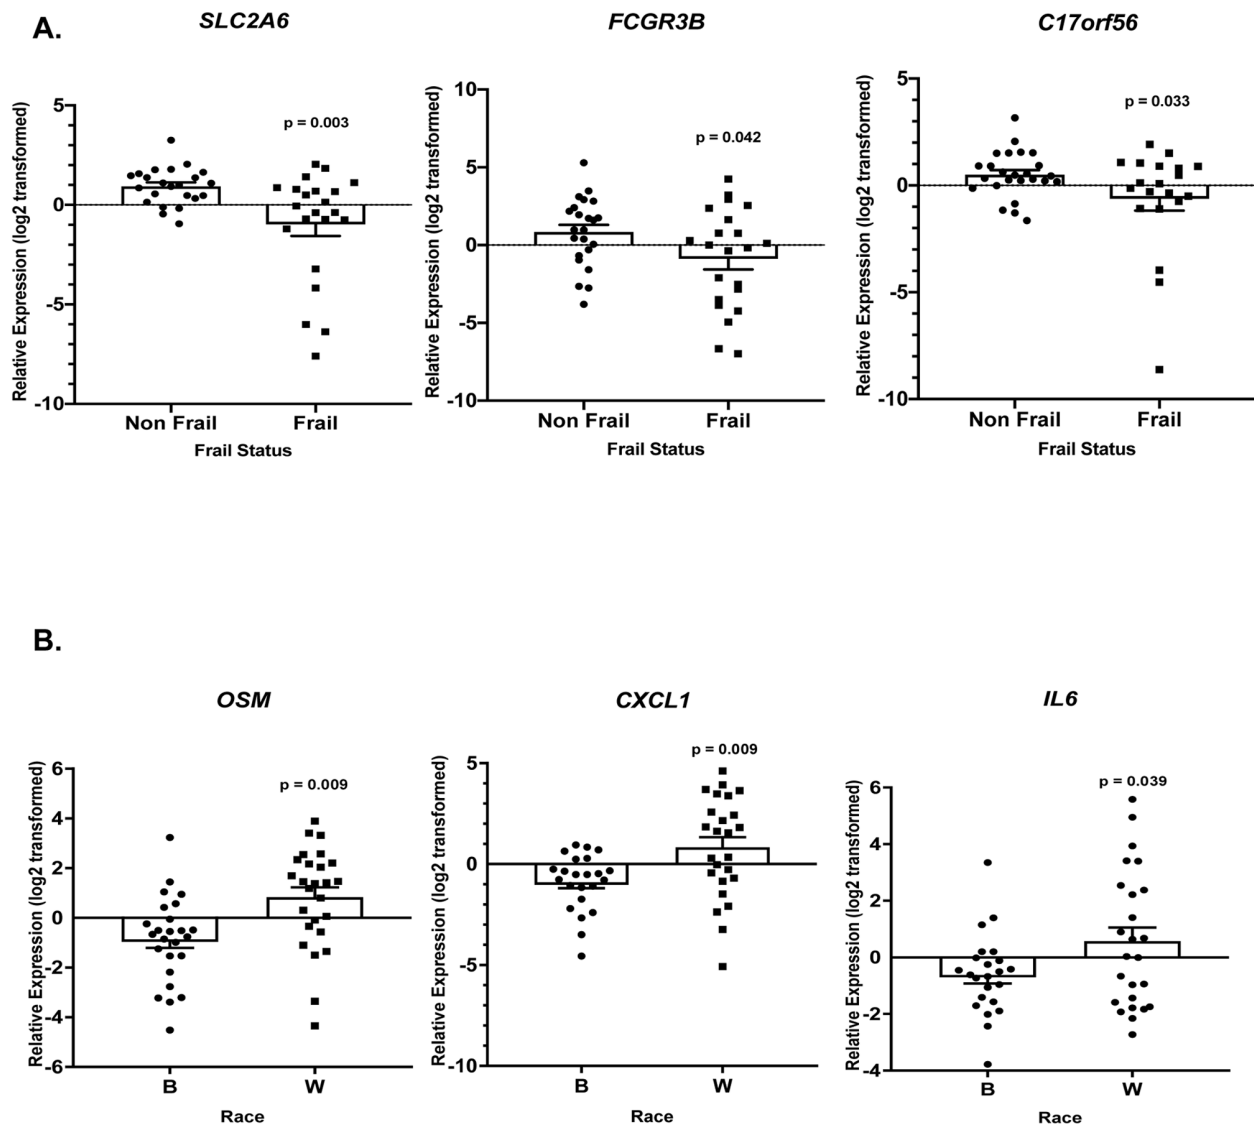 A.
SLC2A6
FCGR3B
C17orf56
Relative Expression (log2 transformed)
5
0
-5
-10
p = 0.003
Non Frail
Frail
Frail Status
Relative Expression (log2 transformed)
10
5
0
-5
-10
p = 0.042
Non Frail
Frail
Frail Status
Relative Expression (log2 transformed)
5
0
-5
-10
p = 0.033
Non Frail
Frail
Frail Status
B.
OSM
CXCL1
IL6
Relative Expression (log2 transformed)
6
4
2
0
-2
-4
-6
p = 0.009
B
W
Race
Relative Expression (log2 transformed)
5
0
-5
-10
p = 0.009
B
W
Race
Relative Expression (log2 transformed)
6
4
2
0
-2
-4
p = 0.039
B
W
Race